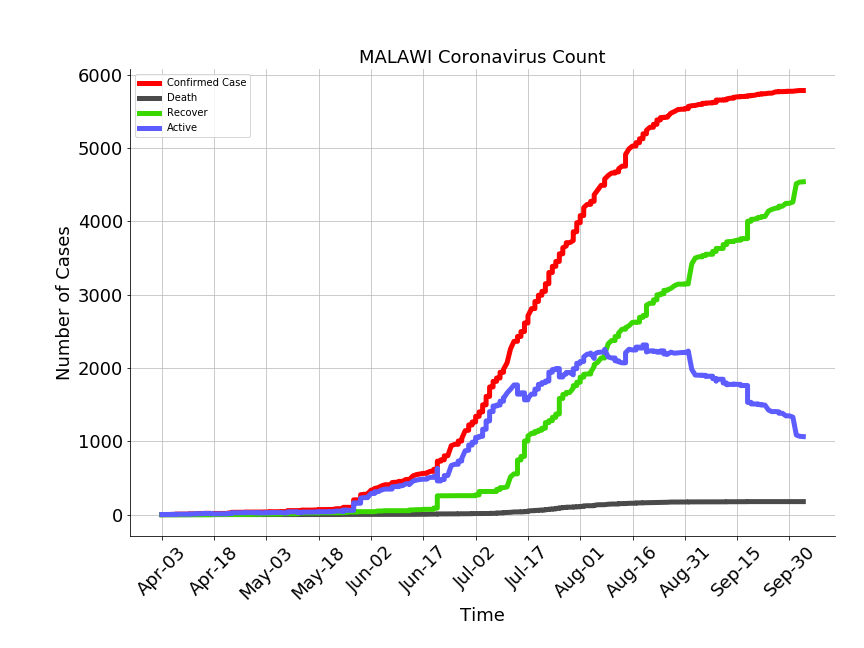 MALAWI Coronavirus Count
Confirmed Case
Death
Recover
Active
6000
5000
4000
3000
2000
1000
0
Number of Cases
Apr-03
Apr-18
May-03
May-18
Jun-02
Jun-17
Jul-02
Jul-17
Aug-01
Aug-16
Aug-31
Sep-15
Sep-30
Time